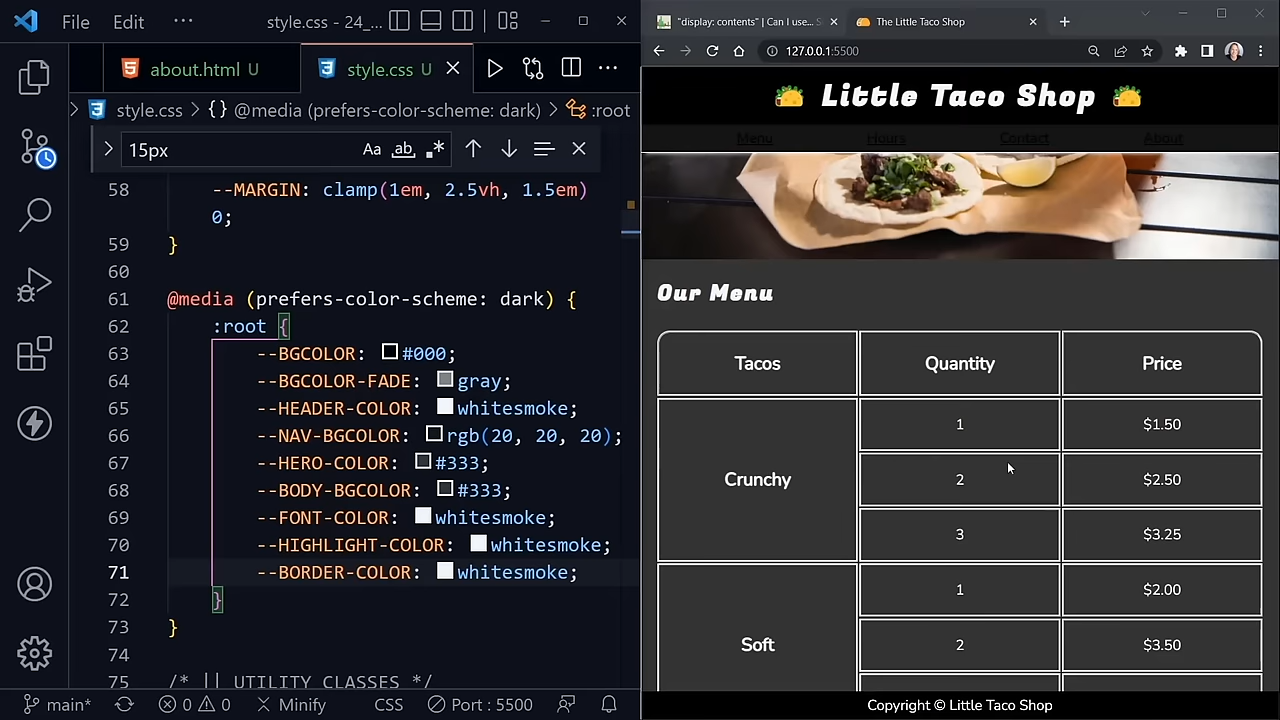 File Edit ··· style.css - 24_...
about.html U style.css U
style.css > {} @media (prefers-color-scheme: dark) > :root
15px Aa ab .*
58 --MARGIN: clamp(1em, 2.5vh, 1.5em)
0;
59 }
60
61 @media (prefers-color-scheme: dark) {
62 :root {
63 --BGCOLOR: #000;
64 --BGCOLOR-FADE: gray;
65 --HEADER-COLOR: whitesmoke;
66 --NAV-BGCOLOR: rgb(20, 20, 20);
67 --HERO-COLOR: #333;
68 --BODY-BGCOLOR: #333;
69 --FONT-COLOR: whitesmoke;
70 --HIGHLIGHT-COLOR: whitesmoke;
71 --BORDER-COLOR: whitesmoke;
72 }
73 }
74
75 /* || UTILITY CLASSES */
main* 0 0 Minify CSS Port : 5500
"display: contents" | Can I use... The Little Taco Shop
127.0.0.1:5500
Little Taco Shop
Menu Hours Contact About
Our Menu
Tacos Quantity Price
Crunchy
1 $1.50
2 $2.50
3 $3.25
Soft
1 $2.00
2 $3.50
Copyright © Little Taco Shop